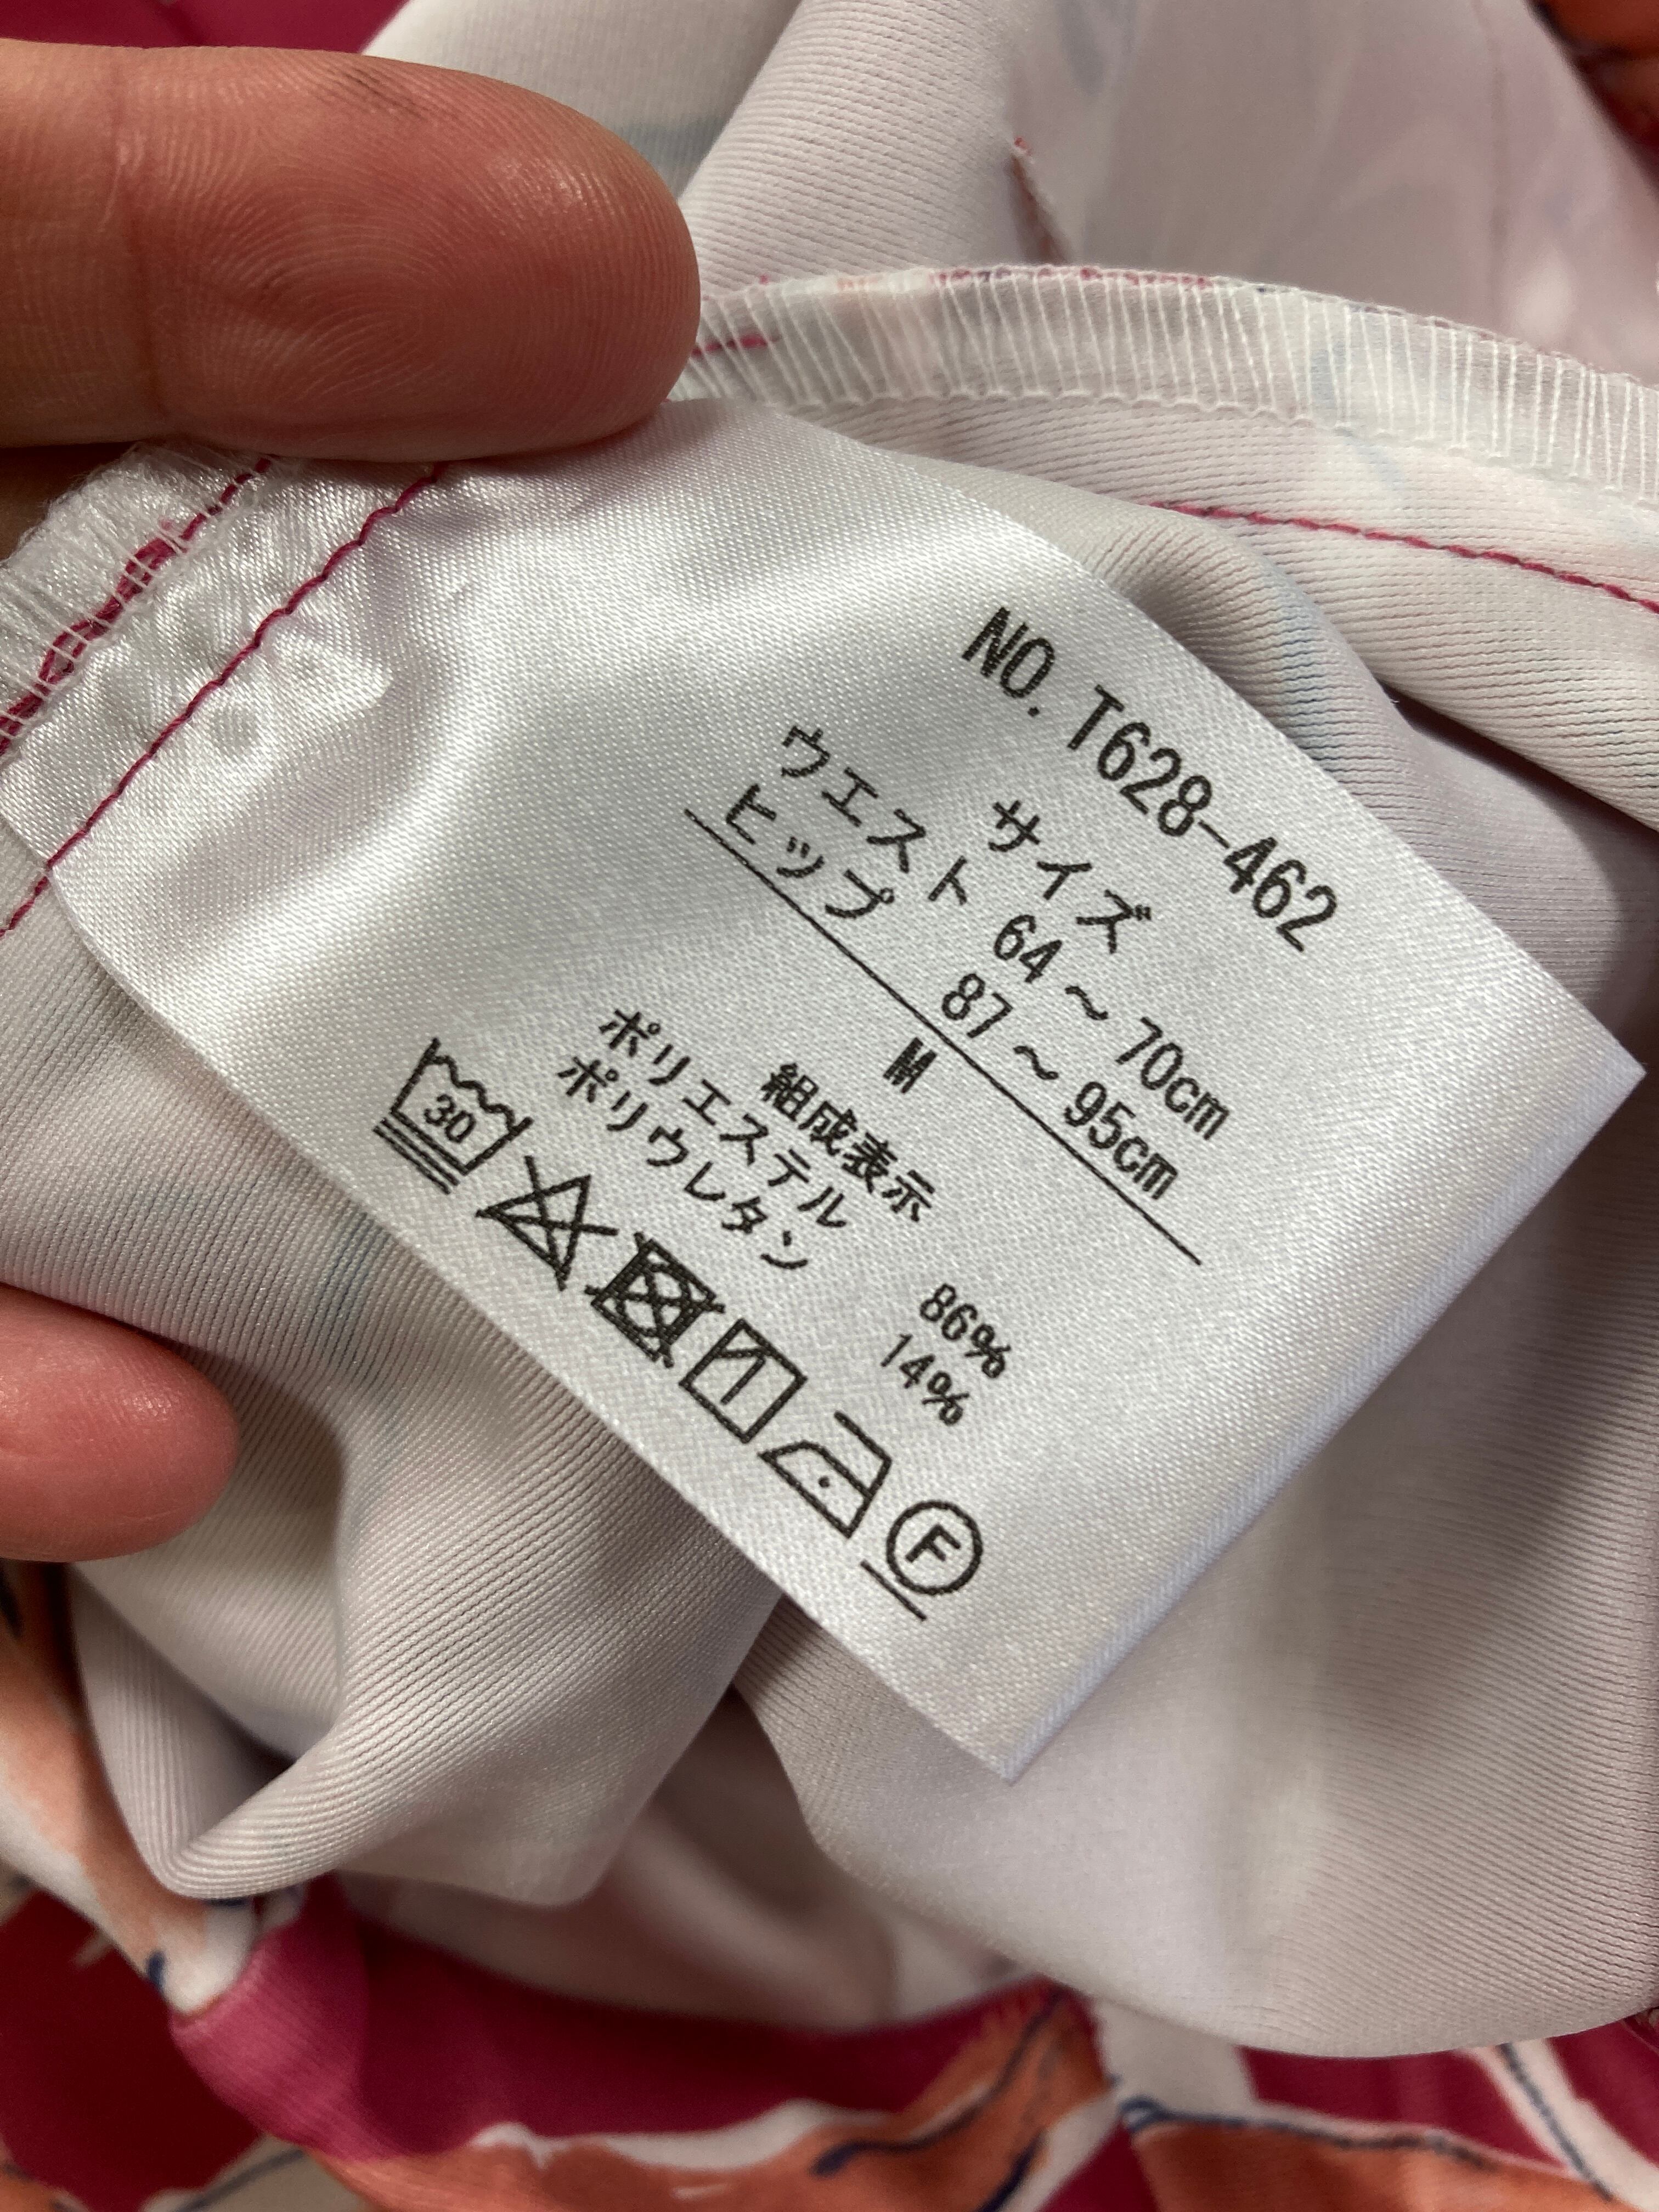 NO. T628-462
サイズ
ウエスト 64～70cm
ヒップ 87～95cm
M
組成表示
ポリエステル 86%
ポリウレタン 14%
30
F